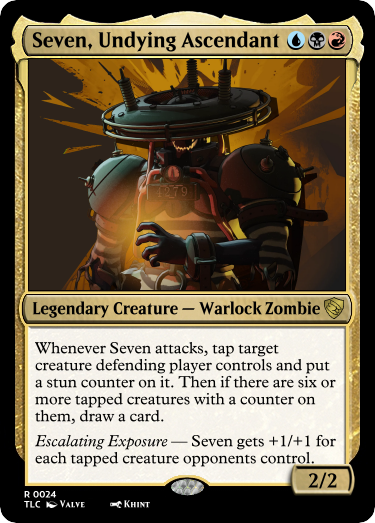 Seven, Undying Ascendant
Legendary Creature — Warlock Zombie
Whenever Seven attacks, tap target
creature defending player controls and put
a stun counter on it. Then if there are six or
more tapped creatures with a counter on
them, draw a card.
Escalating Exposure — Seven gets +1/+1 for
each tapped creature opponents control.
2/2
R 0024
TLC VALVE KHINT